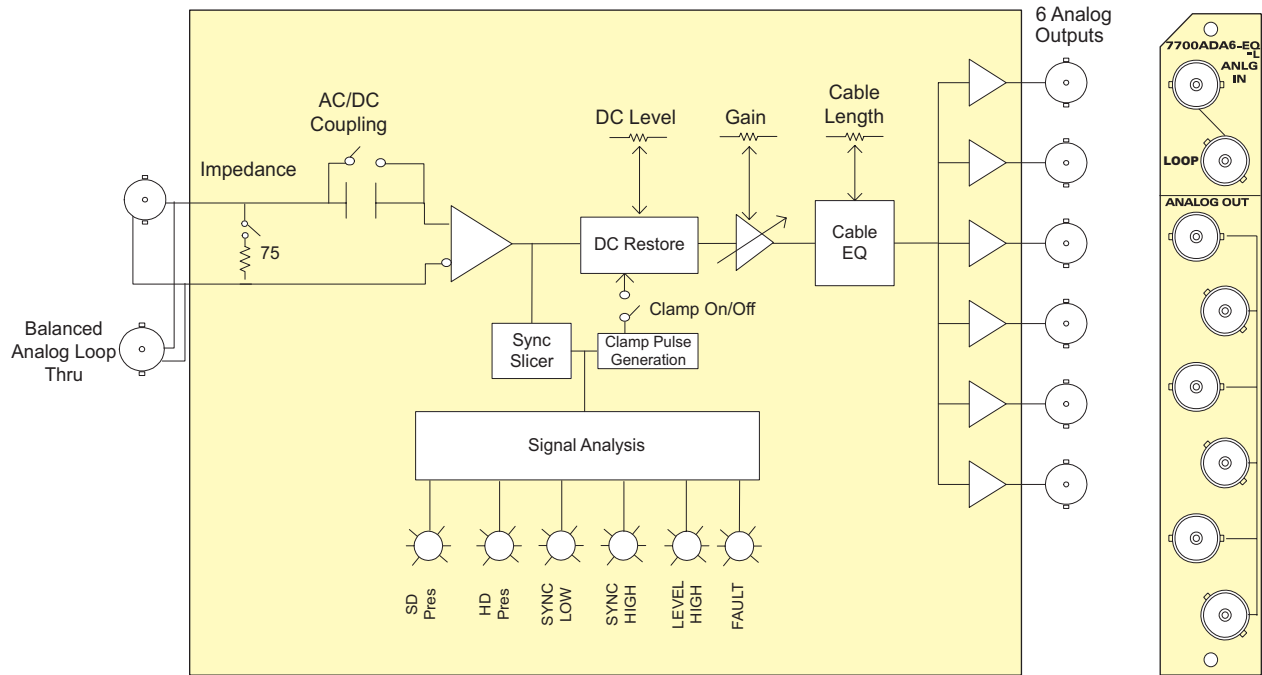 6 Analog
Outputs
7700ADA6-EQ
-L
ANLG
IN
AC/DC
Coupling
DC Level
Gain
Cable
Length
Impedance
LOOP
ANALOG OUT
75
DC Restore
Cable
EQ
Clamp On/Off
Balanced
Analog Loop
Thru
Sync
Slicer
Clamp Pulse
Generation
Signal Analysis
SD
Pres
HD
Pres
SYNC
LOW
SYNC
HIGH
LEVEL
HIGH
FAULT